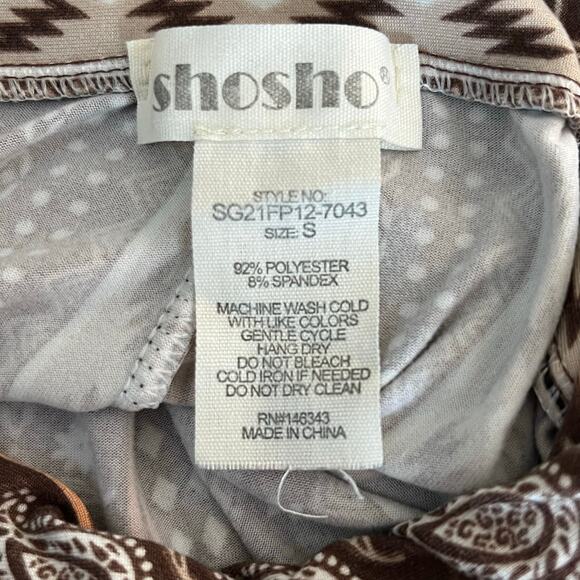 shosho®
STYLE NO:
SG21FP12-7043
SIZE: S
92% POLYESTER
8% SPANDEX
MACHINE WASH COLD
WITH LIKE COLORS
GENTLE CYCLE
HANG DRY
DO NOT BLEACH
COLD IRON IF NEEDED
DO NOT DRY CLEAN
RN#146343
MADE IN CHINA